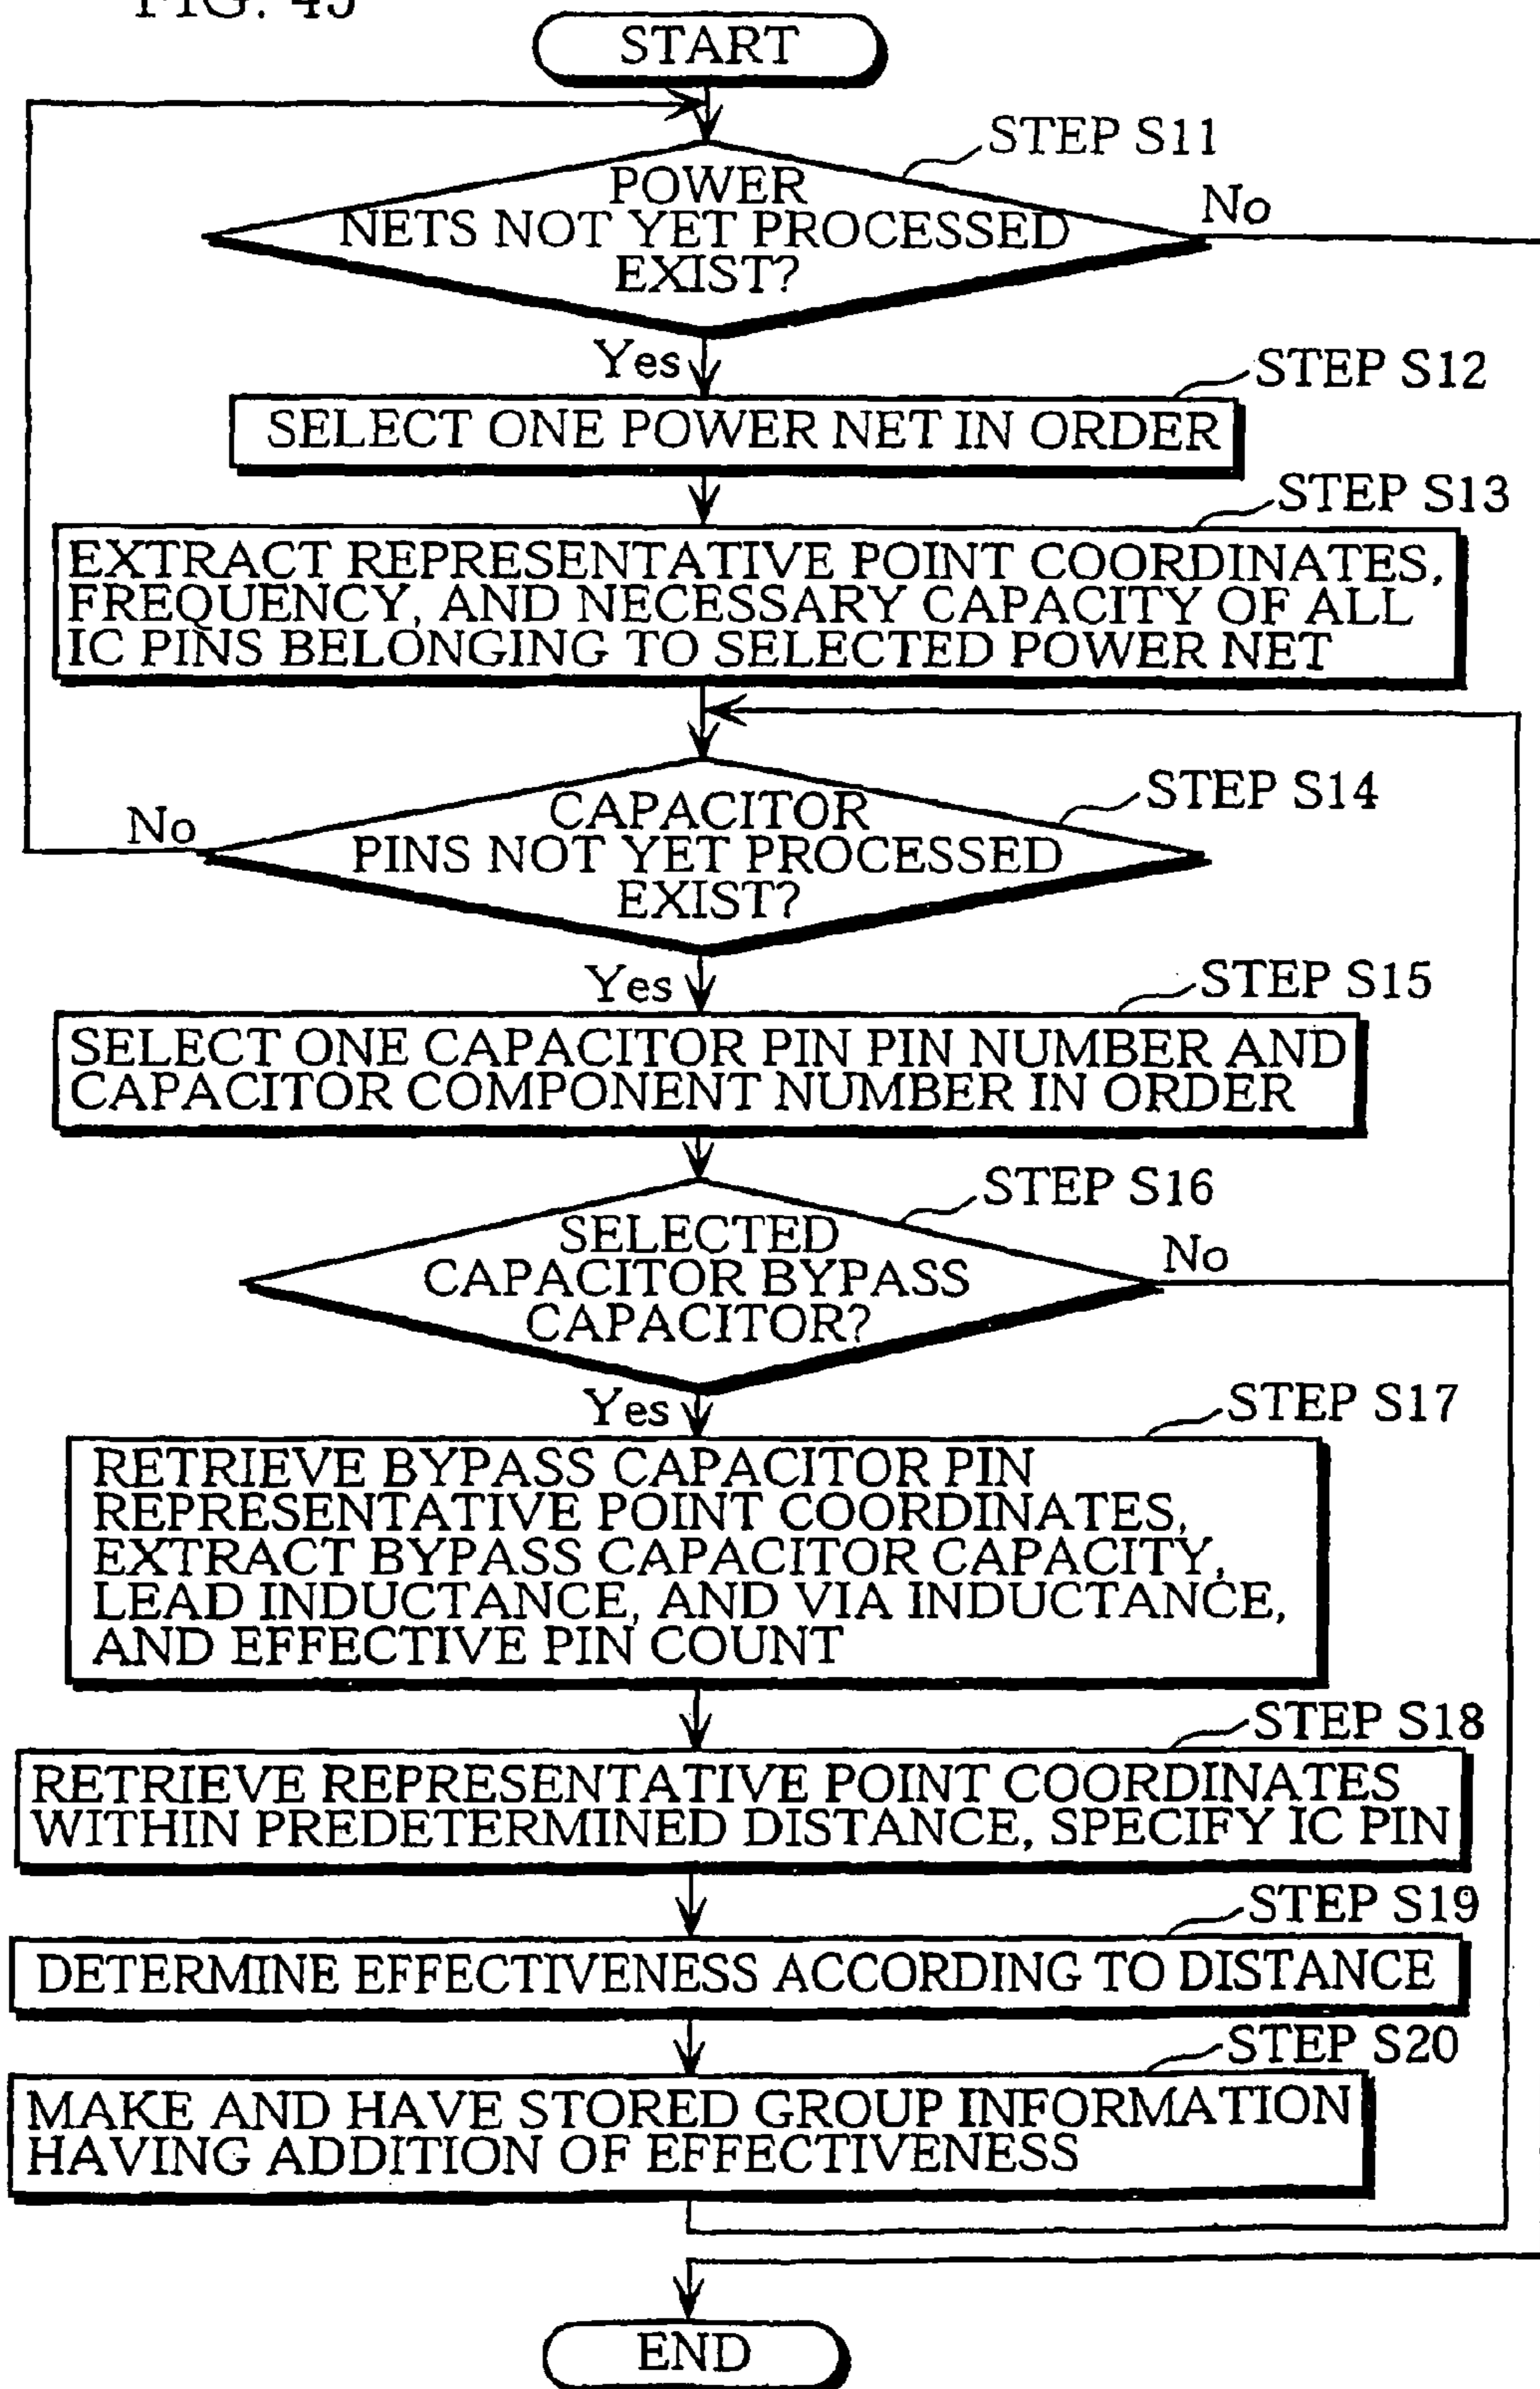 START
STEP S11
POWER
NETS NOT YET PROCESSED
EXIST?
No
Yes
STEP S12
SELECT ONE POWER NET IN ORDER
STEP S13
EXTRACT REPRESENTATIVE POINT COORDINATES,
FREQUENCY, AND NECESSARY CAPACITY OF ALL
IC PINS BELONGING TO SELECTED POWER NET
STEP S14
CAPACITOR
PINS NOT YET PROCESSED
EXIST?
No
Yes
STEP S15
SELECT ONE CAPACITOR PIN PIN NUMBER AND
CAPACITOR COMPONENT NUMBER IN ORDER
STEP S16
SELECTED
CAPACITOR BYPASS
CAPACITOR?
No
Yes
STEP S17
RETRIEVE BYPASS CAPACITOR PIN
REPRESENTATIVE POINT COORDINATES,
EXTRACT BYPASS CAPACITOR CAPACITY,
LEAD INDUCTANCE, AND VIA INDUCTANCE,
AND EFFECTIVE PIN COUNT
STEP S18
RETRIEVE REPRESENTATIVE POINT COORDINATES
WITHIN PREDETERMINED DISTANCE, SPECIFY IC PIN
STEP S19
DETERMINE EFFECTIVENESS ACCORDING TO DISTANCE
STEP S20
MAKE AND HAVE STORED GROUP INFORMATION
HAVING ADDITION OF EFFECTIVENESS
END